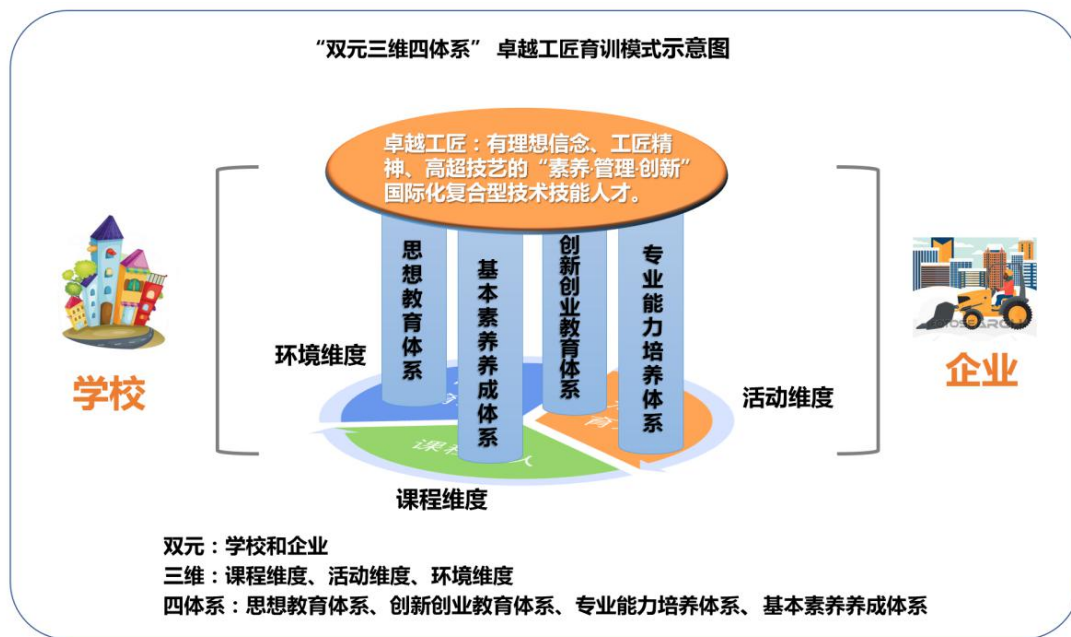 “双元三维四体系” 卓越工匠育训模式示意图
卓越工匠：有理想信念、工匠精
神、高超技艺的“素养·管理·创新”
国际化复合型技术技能人才。
思想教育体系
基本素养养成体系
创新创业教育体系
专业能力培养体系
学校
企业
环境维度
活动维度
课程维度
课程
人
育
双元：学校和企业
三维：课程维度、活动维度、环境维度
四体系：思想教育体系、创新创业教育体系、专业能力培养体系、基本素养养成体系